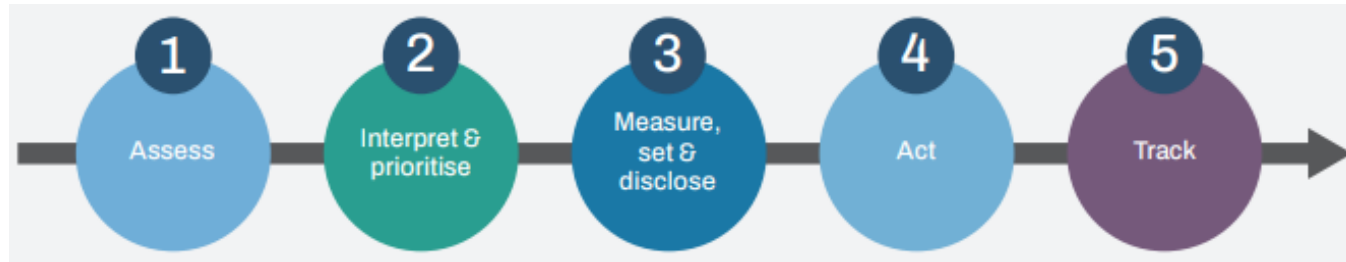 1
Assess
2
Interpret &
prioritise
3
Measure,
set &
disclose
4
Act
5
Track